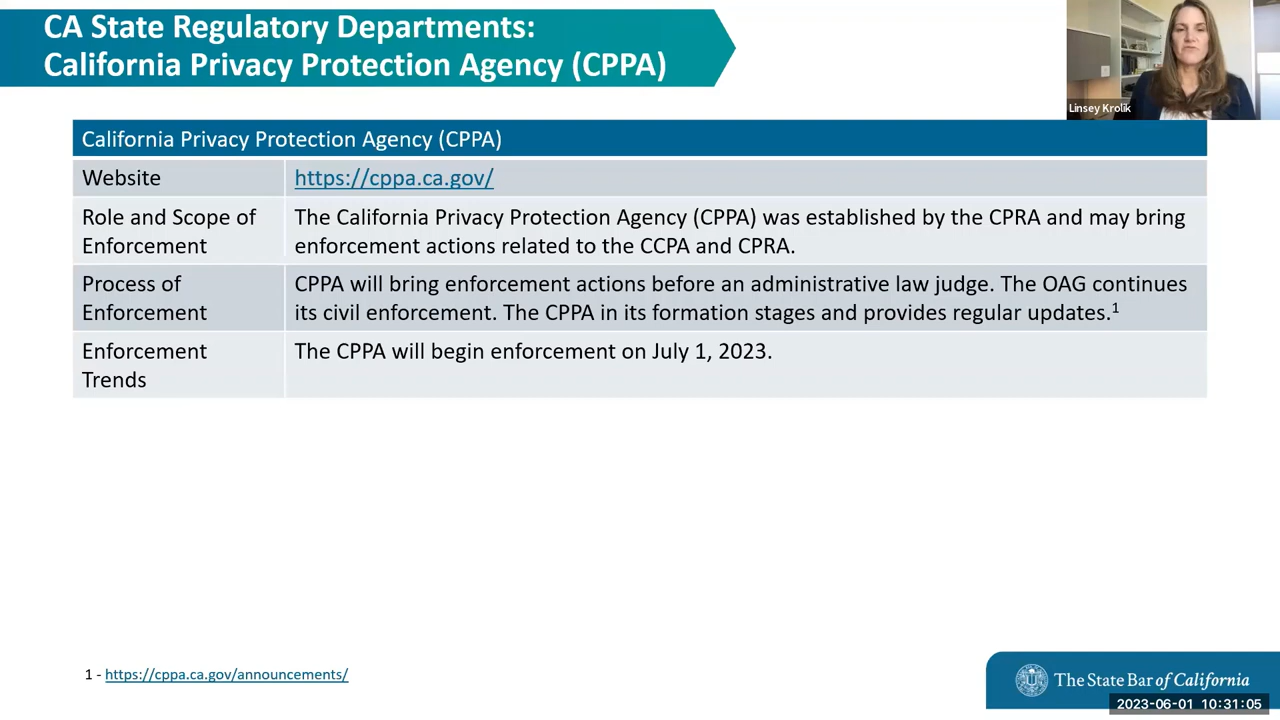 CA State Regulatory Departments:
California Privacy Protection Agency (CPPA)
Linsey Krolik
California Privacy Protection Agency (CPPA)
Website
https://cppa.ca.gov/
Role and Scope of
Enforcement
The California Privacy Protection Agency (CPPA) was established by the CPRA and may bring
enforcement actions related to the CCPA and CPRA.
Process of
Enforcement
CPPA will bring enforcement actions before an administrative law judge. The OAG continues
its civil enforcement. The CPPA in its formation stages and provides regular updates.¹
Enforcement
Trends
The CPPA will begin enforcement on July 1, 2023.
1 - https://cppa.ca.gov/announcements/
The State Bar of California
2023-06-01 10:31:05